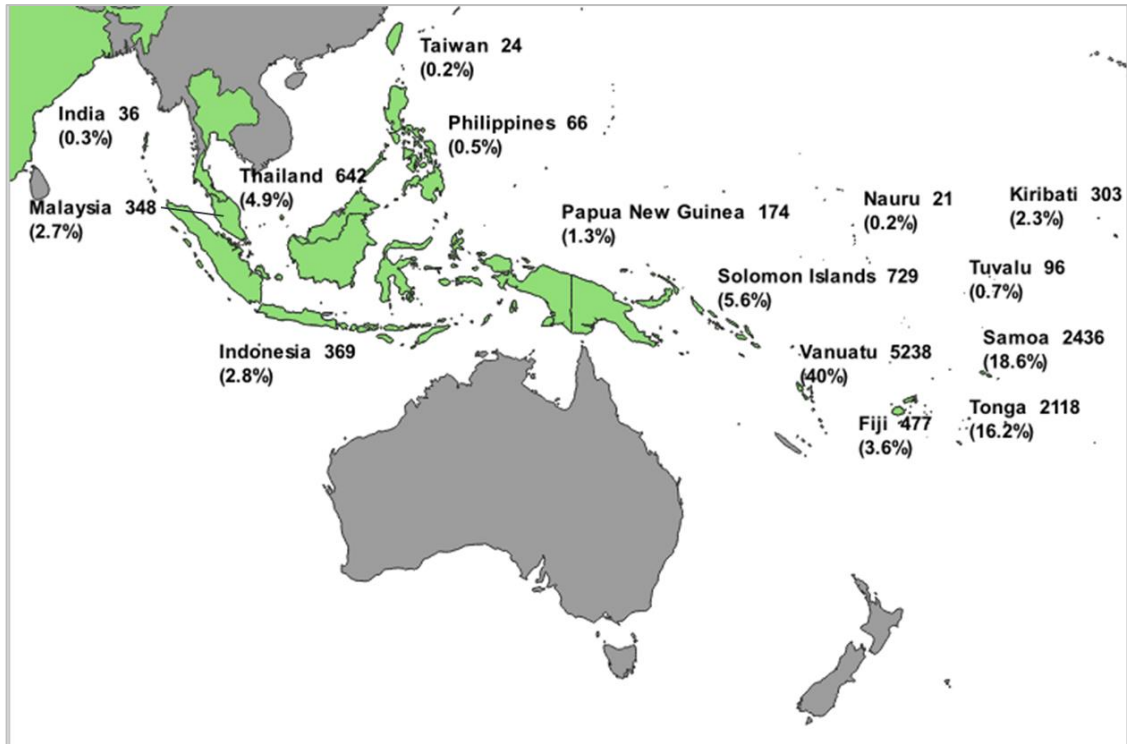 Taiwan 24
(0.2%)
India 36
(0.3%)
Philippines 66
(0.5%)
Thailand 642
(4.9%)
Malaysia 348
(2.7%)
Papua New Guinea 174
(1.3%)
Nauru 21
(0.2%)
Kiribati 303
(2.3%)
Solomon Islands 729
(5.6%)
Tuvalu 96
(0.7%)
Indonesia 369
(2.8%)
Vanuatu 5238
(40%)
Samoa 2436
(18.6%)
Fiji 477
(3.6%)
Tonga 2118
(16.2%)